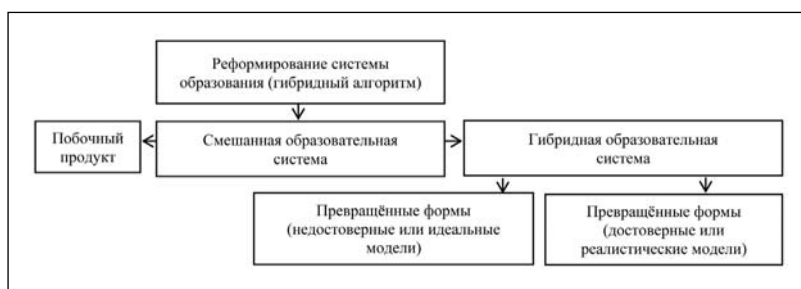 Реформирование системы
образования (гибридный алгоритм)
Побочный
продукт
Смешанная образовательная
система
Гибридная образовательная
система
Превращённые формы
(недостоверные или идеальные
модели)
Превращённые формы
(достоверные или
реалистические модели)